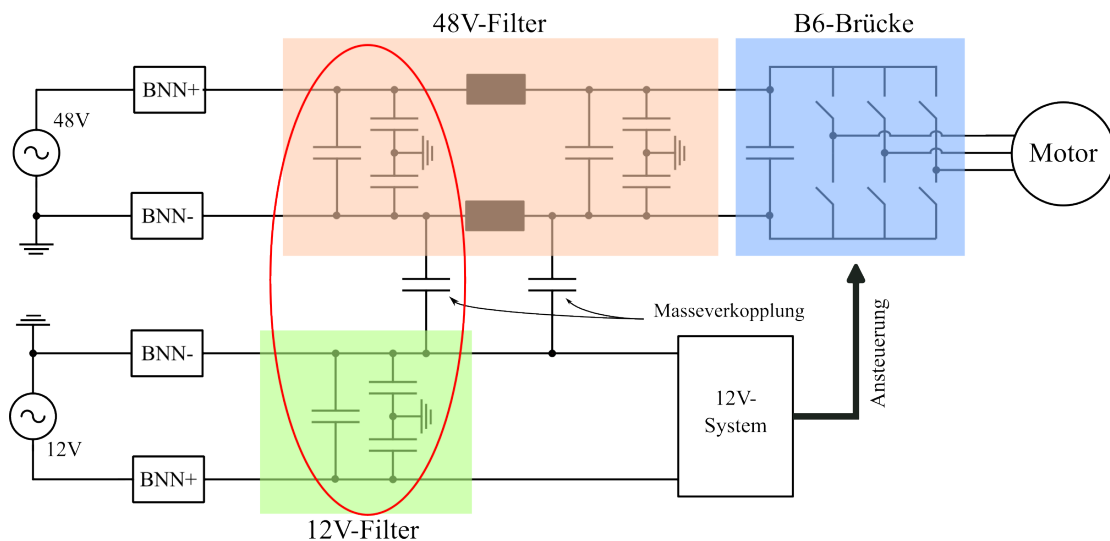 48V-Filter
B6-Brücke
BNN+
48V
Motor
BNN-
Masseverkopplung
BNN-
12V-
System
Ansteuerung
12V
BNN+
12V-Filter